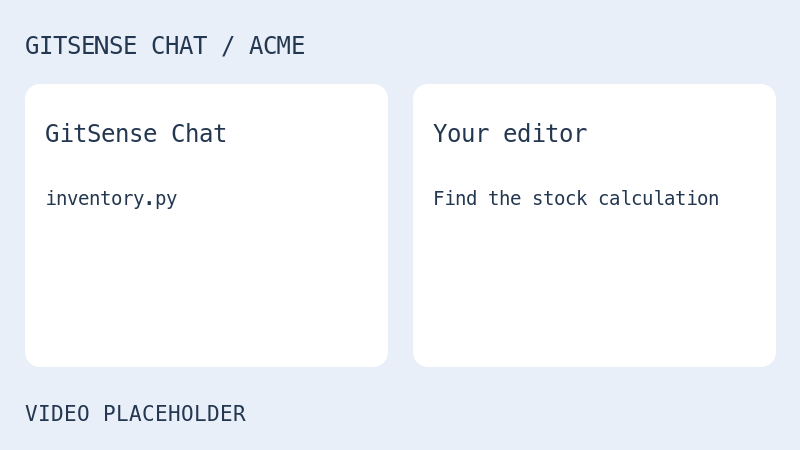 GITSENSE CHAT / ACME
GitSense Chat
inventory.py
Your editor
Find the stock calculation
VIDEO PLACEHOLDER